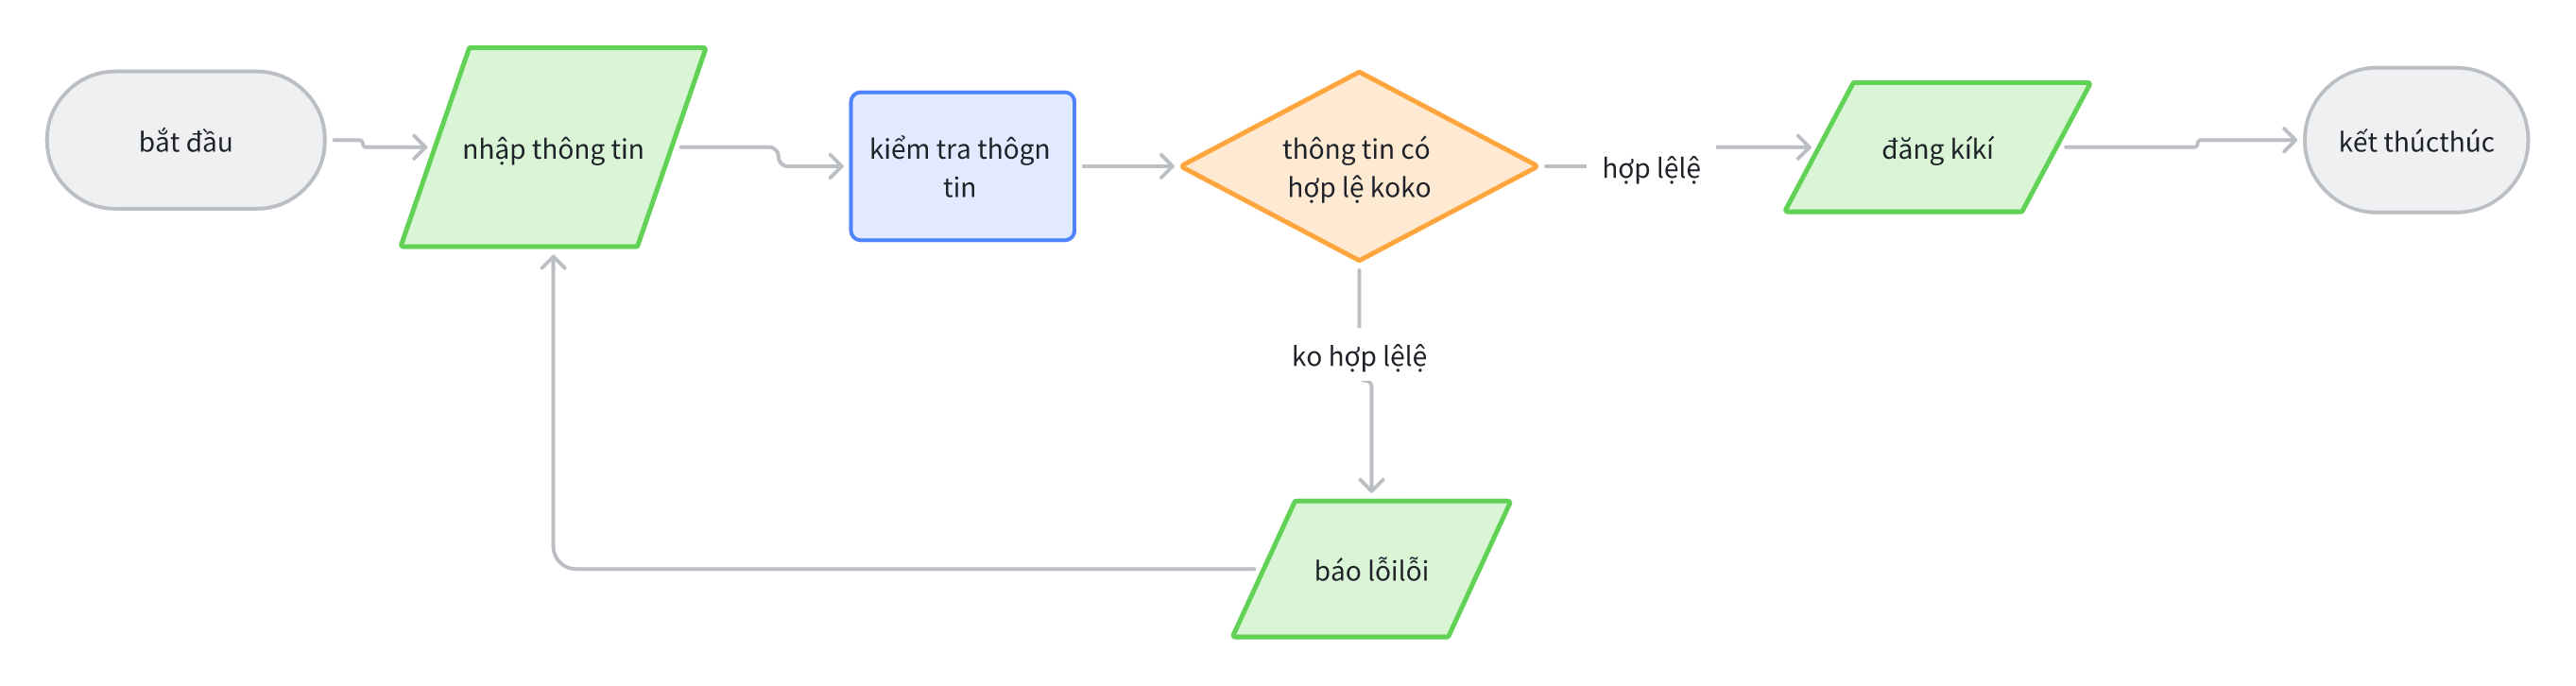 bắt đầu
nhập thông tin
kiểm tra thôgn
tin
thông tin có
hợp lệ koko
hợp lệlệ
đăng kíkí
kết thúcthúc
ko hợp lệlệ
báo lỗilỗi